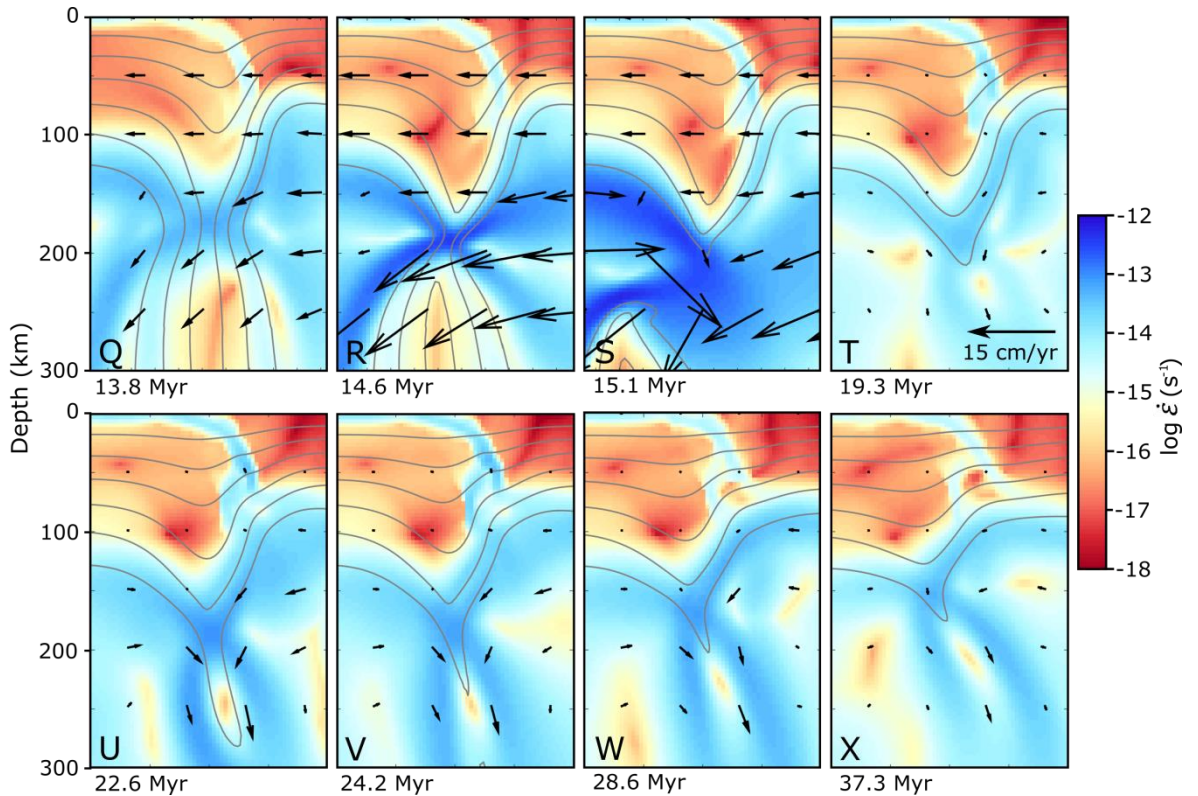 0
100
200
300
Depth (km)
Q
R
S
T
15 cm/yr
13.8 Myr
14.6 Myr
15.1 Myr
19.3 Myr
-12
-13
-14
-15
-16
-17
-18
log ε̇ (s⁻¹)
0
100
200
300
U
V
W
X
22.6 Myr
24.2 Myr
28.6 Myr
37.3 Myr